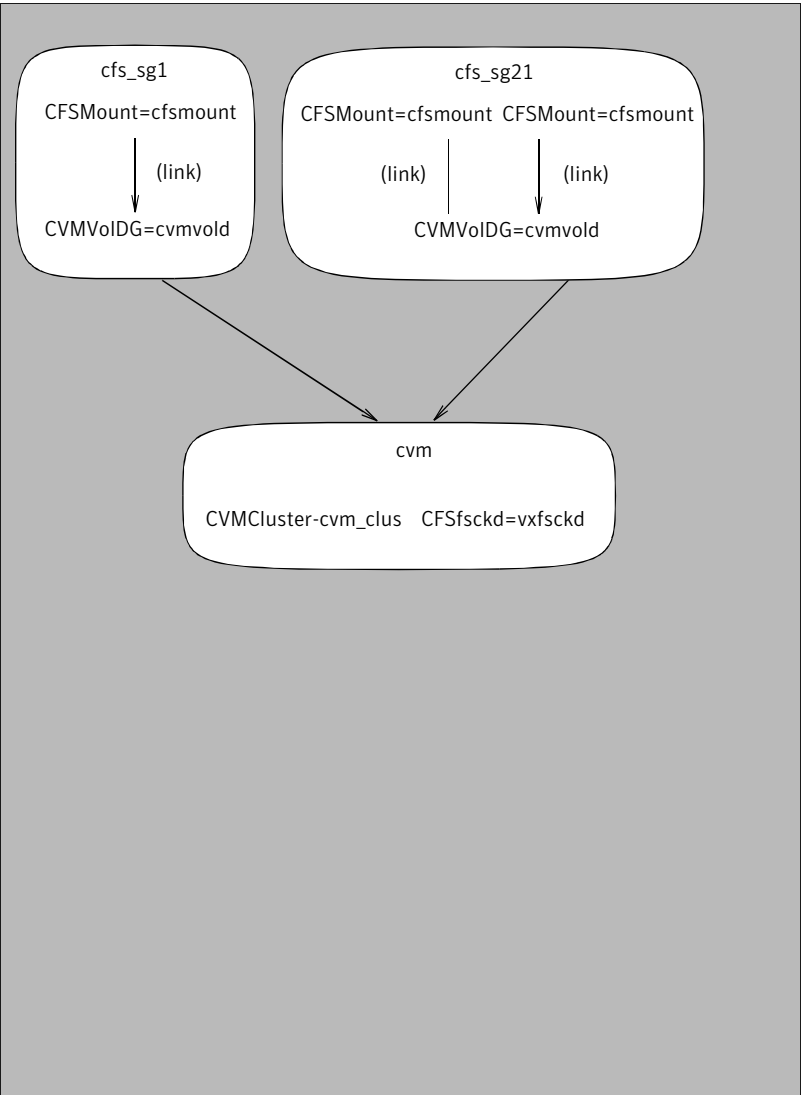 cfs_sg1
CFSMount=cfsmount
(link)
CVMVolDG=cvmvold
cfs_sg21
CFSMount=cfsmount CFSMount=cfsmount
(link) (link)
CVMVolDG=cvmvold
cvm
CVMCluster-cvm_clus CFSfsckd=vxfsckd